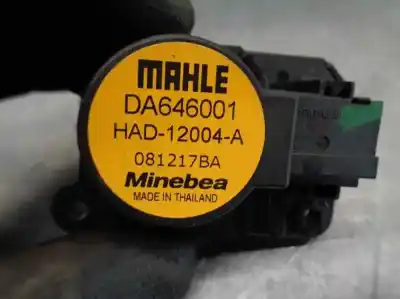 MAHLE
DA646001
HAD-12004-A
081217BA
Minebea
MADE IN THAILAND